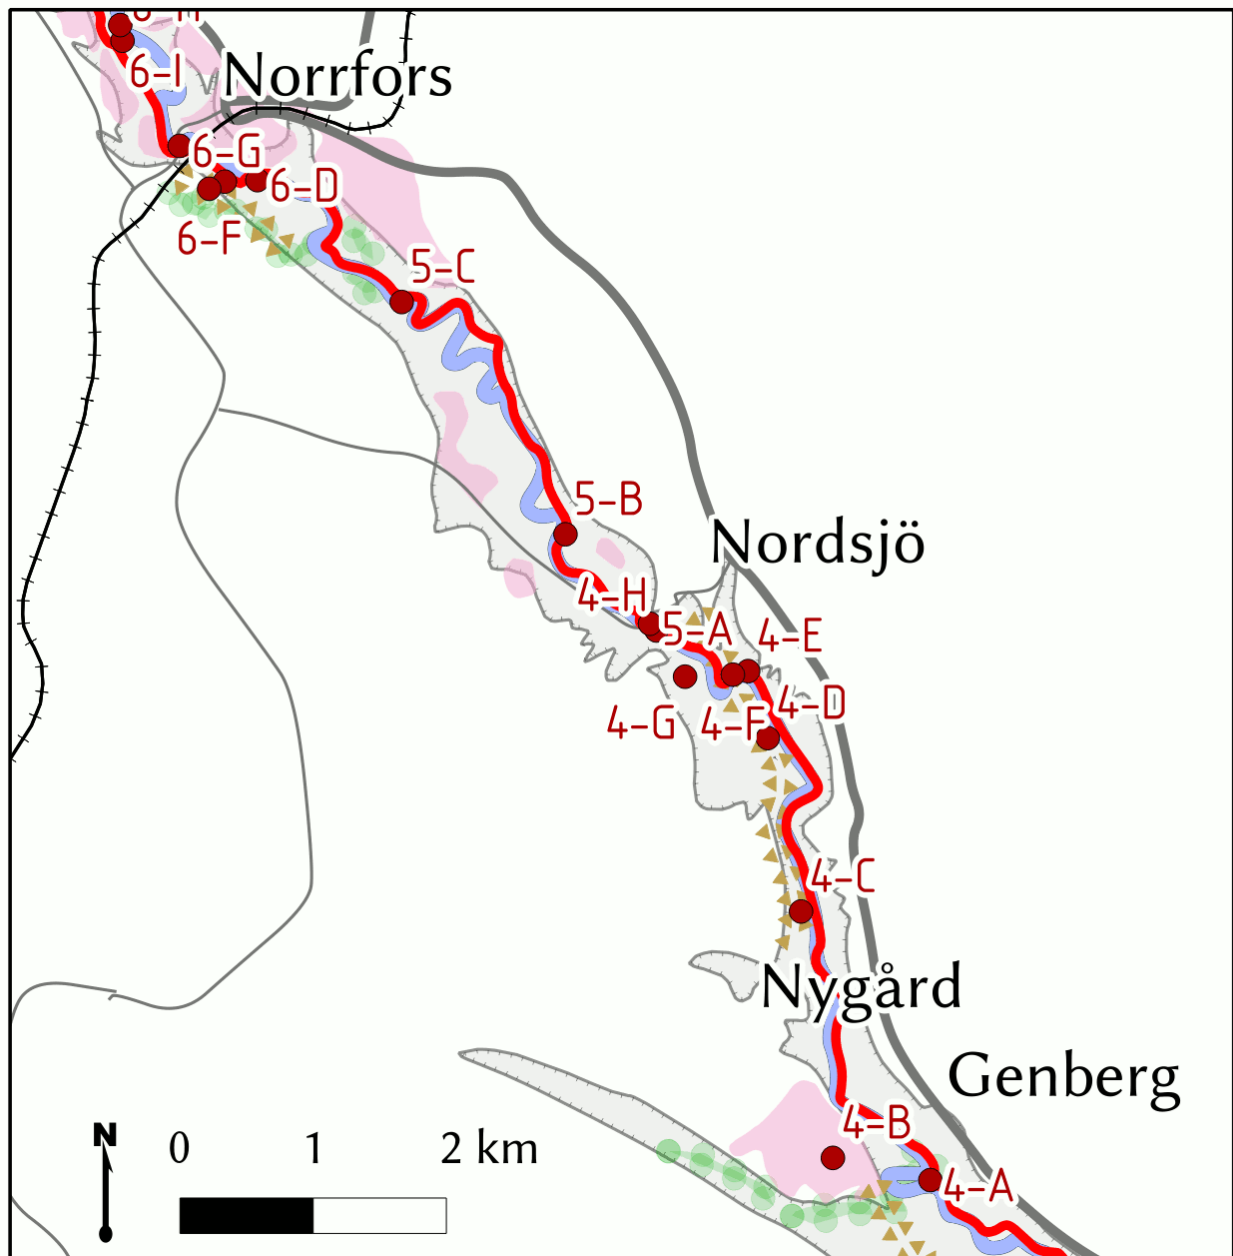 6-I
Norrfors
6-G
6-D
6-F
5-C
5-B
Nordsjö
4-H
5-A
4-E
4-D
4-G
4-F
4-C
Nygård
Genberg
4-B
N
0 1 2 km
4-A